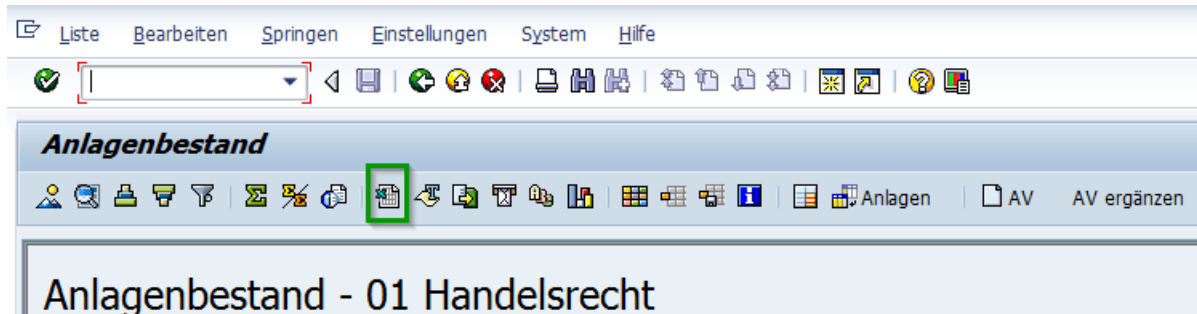 Liste Bearbeiten Springen Einstellungen System Hilfe
Anlagenbestand
Anlagen AV AV ergänzen
Anlagenbestand - 01 Handelsrecht